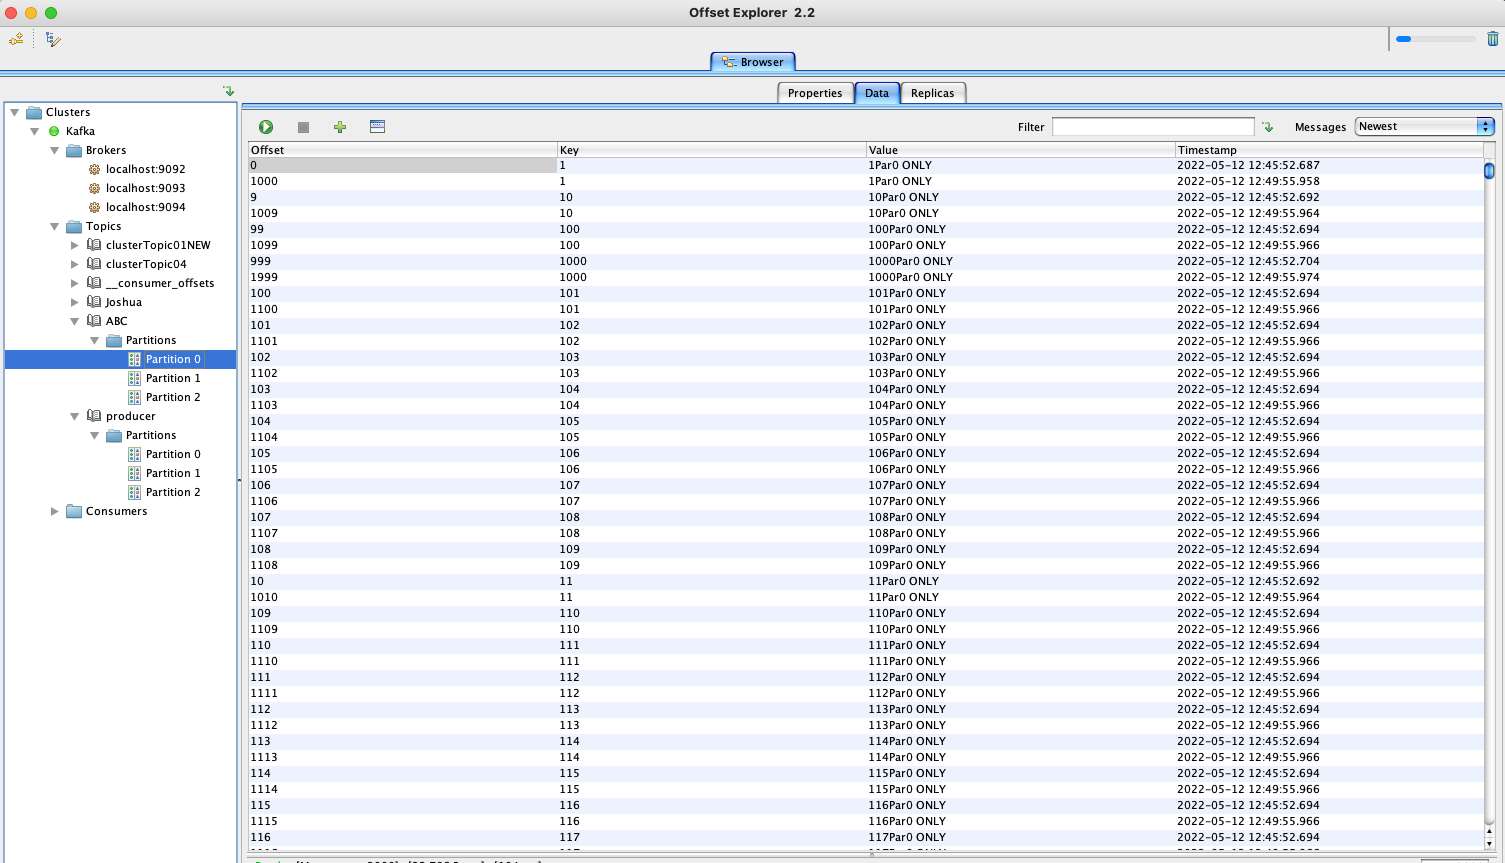 Offset Explorer 2.2
Browser
Properties Data Replicas
Clusters
Kafka
Brokers
localhost:9092
localhost:9093
localhost:9094
Topics
clusterTopic01NEW
clusterTopic04
__consumer_offsets
Joshua
ABC
Partitions
Partition 0
Partition 1
Partition 2
producer
Partitions
Partition 0
Partition 1
Partition 2
Consumers
Filter Messages Newest
Offset Key Value Timestamp
0 1 1Par0 ONLY 2022-05-12 12:45:52.687
1000 1 1Par0 ONLY 2022-05-12 12:49:55.958
9 10 10Par0 ONLY 2022-05-12 12:45:52.692
1009 10 10Par0 ONLY 2022-05-12 12:49:55.964
99 100 100Par0 ONLY 2022-05-12 12:45:52.694
1099 100 100Par0 ONLY 2022-05-12 12:49:55.966
999 1000 1000Par0 ONLY 2022-05-12 12:45:52.704
1999 1000 1000Par0 ONLY 2022-05-12 12:49:55.974
100 101 101Par0 ONLY 2022-05-12 12:45:52.694
1100 101 101Par0 ONLY 2022-05-12 12:49:55.966
101 102 102Par0 ONLY 2022-05-12 12:45:52.694
1101 102 102Par0 ONLY 2022-05-12 12:49:55.966
102 103 103Par0 ONLY 2022-05-12 12:45:52.694
1102 103 103Par0 ONLY 2022-05-12 12:49:55.966
103 104 104Par0 ONLY 2022-05-12 12:45:52.694
1103 104 104Par0 ONLY 2022-05-12 12:49:55.966
104 105 105Par0 ONLY 2022-05-12 12:45:52.694
1104 105 105Par0 ONLY 2022-05-12 12:49:55.966
105 106 106Par0 ONLY 2022-05-12 12:45:52.694
1105 106 106Par0 ONLY 2022-05-12 12:49:55.966
106 107 107Par0 ONLY 2022-05-12 12:45:52.694
1106 107 107Par0 ONLY 2022-05-12 12:49:55.966
107 108 108Par0 ONLY 2022-05-12 12:45:52.694
1107 108 108Par0 ONLY 2022-05-12 12:49:55.966
108 109 109Par0 ONLY 2022-05-12 12:45:52.694
1108 109 109Par0 ONLY 2022-05-12 12:49:55.966
10 11 11Par0 ONLY 2022-05-12 12:45:52.692
1010 11 11Par0 ONLY 2022-05-12 12:49:55.964
109 110 110Par0 ONLY 2022-05-12 12:45:52.694
1109 110 110Par0 ONLY 2022-05-12 12:49:55.966
110 111 111Par0 ONLY 2022-05-12 12:45:52.694
1110 111 111Par0 ONLY 2022-05-12 12:49:55.966
111 112 112Par0 ONLY 2022-05-12 12:45:52.694
1111 112 112Par0 ONLY 2022-05-12 12:49:55.966
112 113 113Par0 ONLY 2022-05-12 12:45:52.694
1112 113 113Par0 ONLY 2022-05-12 12:49:55.966
113 114 114Par0 ONLY 2022-05-12 12:45:52.694
1113 114 114Par0 ONLY 2022-05-12 12:49:55.966
114 115 115Par0 ONLY 2022-05-12 12:45:52.694
1114 115 115Par0 ONLY 2022-05-12 12:49:55.966
115 116 116Par0 ONLY 2022-05-12 12:45:52.694
1115 116 116Par0 ONLY 2022-05-12 12:49:55.966
116 117 117Par0 ONLY 2022-05-12 12:45:52.694